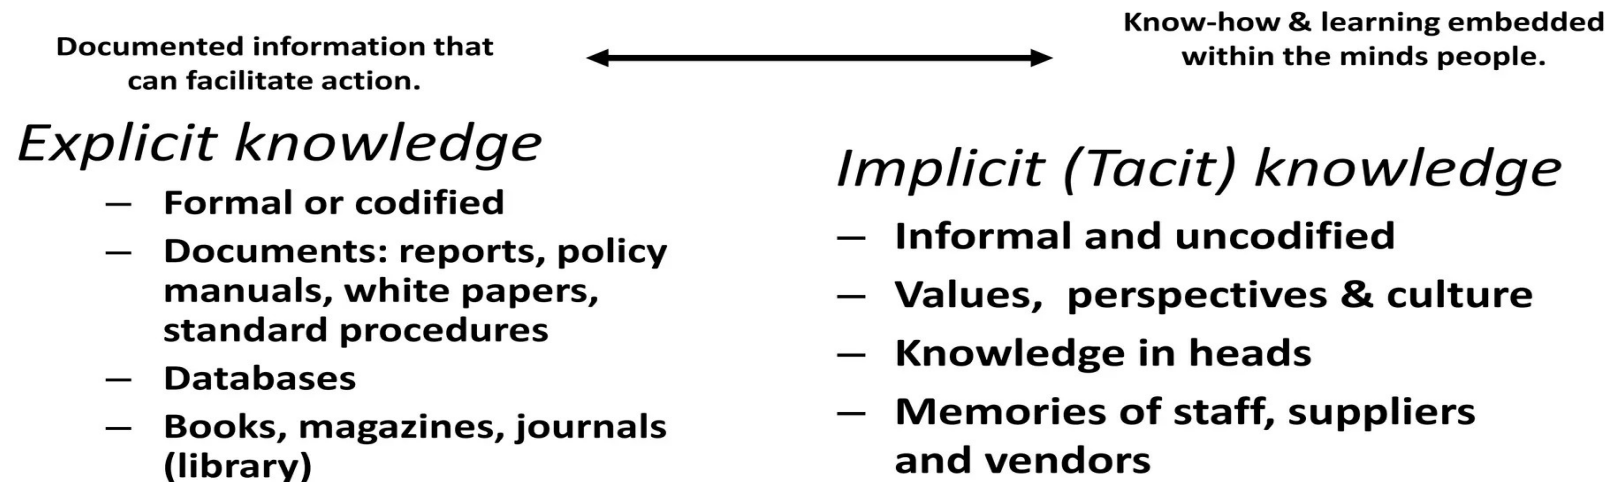 Documented information that
can facilitate action.
Explicit knowledge
– Formal or codified
– Documents: reports, policy
manuals, white papers,
standard procedures
– Databases
– Books, magazines, journals
(library)
Know-how & learning embedded
within the minds people.
Implicit (Tacit) knowledge
– Informal and uncodified
– Values,  perspectives & culture
– Knowledge in heads
– Memories of staff, suppliers
and vendors